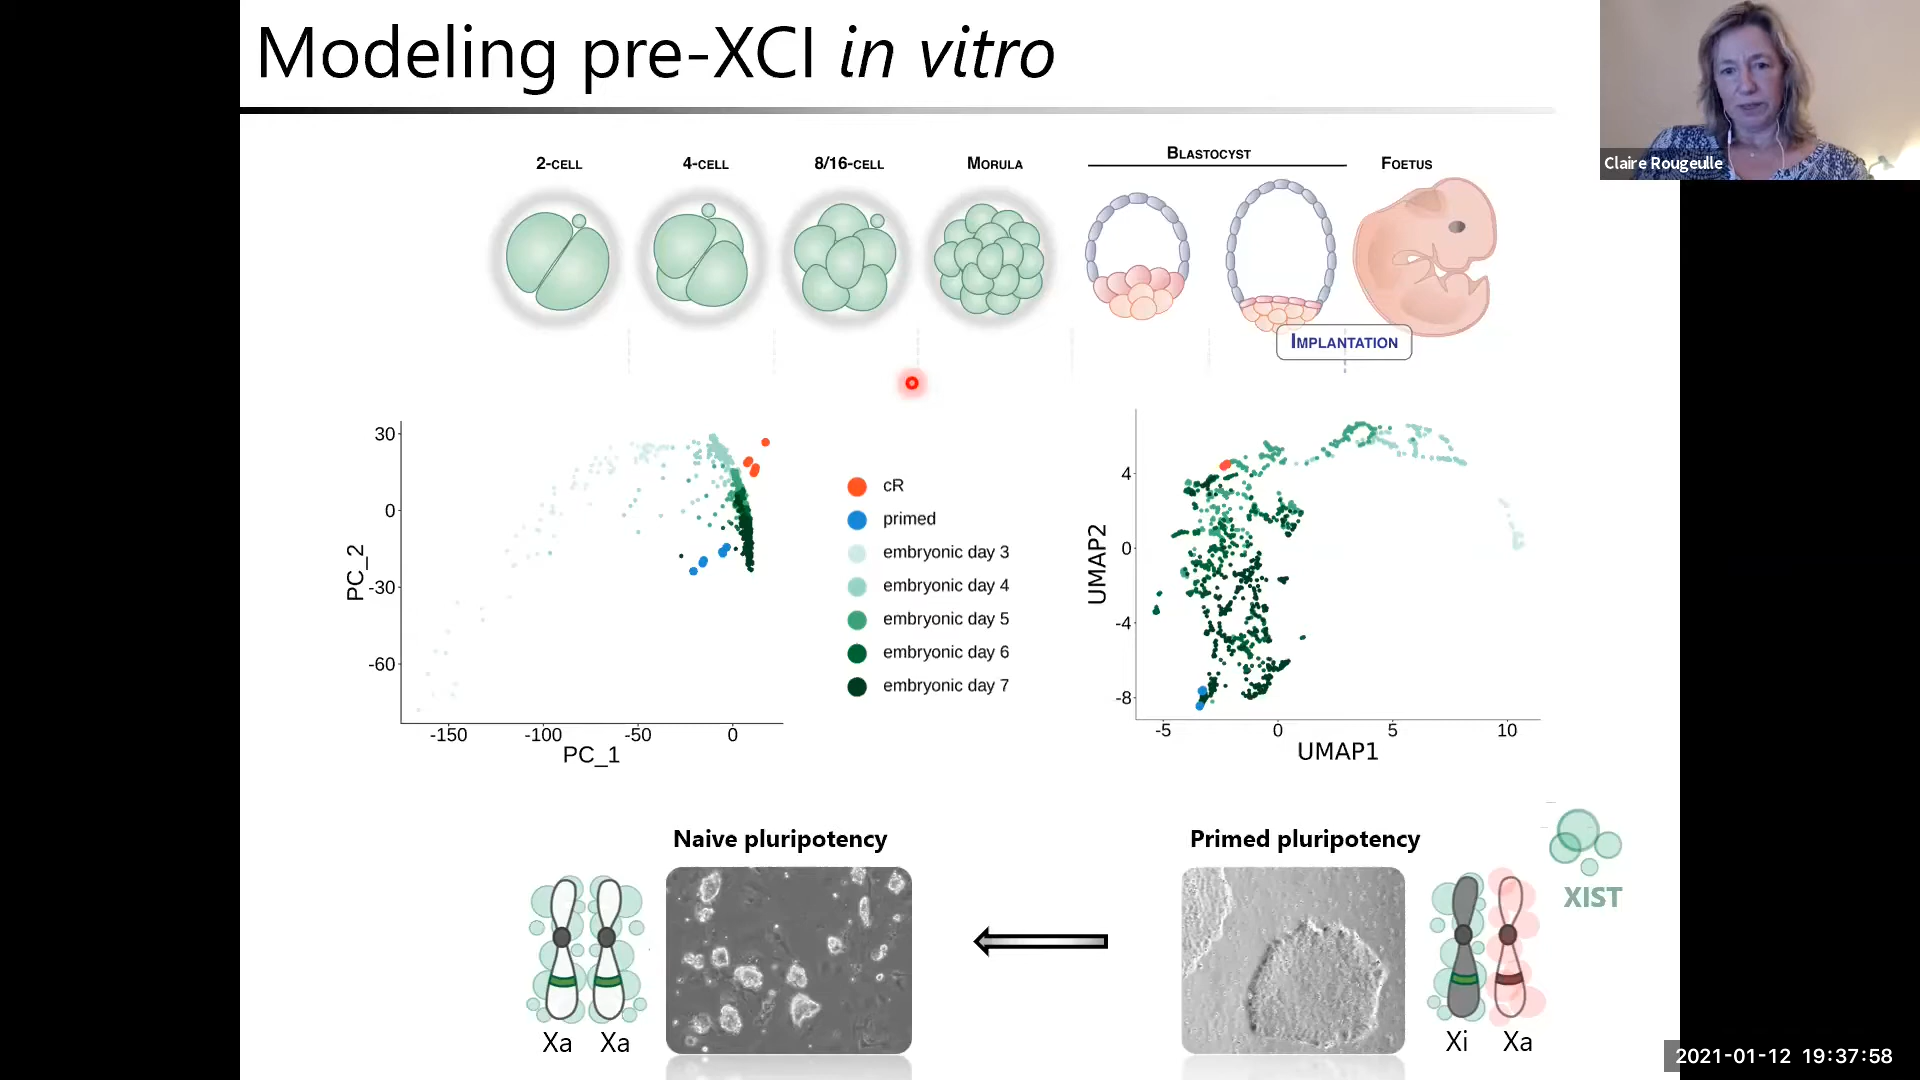 Modeling pre-XCI in vitro
Claire Rougeulle
2-CELL
4-CELL
8/16-CELL
MORULA
BLASTOCYST
FOETUS
IMPLANTATION
30
0
-30
-60
PC_2
-150
-100
-50
0
PC_1
cR
primed
embryonic day 3
embryonic day 4
embryonic day 5
embryonic day 6
embryonic day 7
4
0
-4
-8
UMAP2
-5
0
5
10
UMAP1
Naive pluripotency
Primed pluripotency
XIST
Xa Xa
Xi Xa
2021-01-12 19:37:58